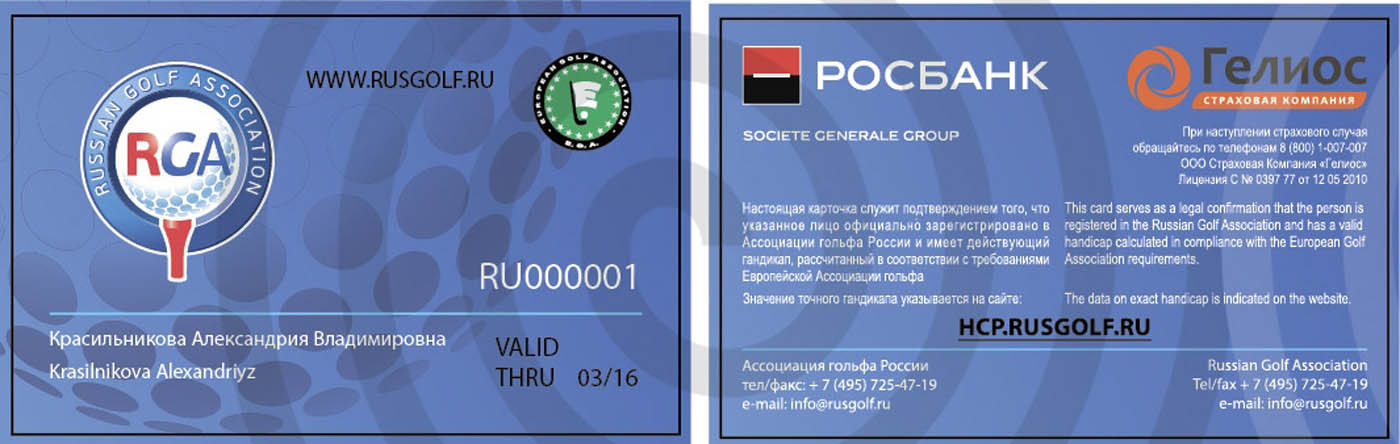 WWW.RUSGOLF.RU
RUSSIAN GOLF ASSOCIATION
RGA
EUROPEAN GOLF ASSOCIATION
E.G.A.
RU000001
Красильникова Александрия Владимировна
Krasilnikova Alexandriyz
VALID
THRU 03/16
РОСБАНК
SOCIETE GENERALE GROUP
Гелиос
СТРАХОВАЯ КОМПАНИЯ
При наступлении страхового случая
обращайтесь по телефонам 8 (800) 1-007-007
ООО Страховая Компания «Гелиос»
Лицензия С № 0397 77 от 12 05 2010
Настоящая карточка служит подтверждением того, что
указанное лицо официально зарегистрировано в
Ассоциации гольфа России и имеет действующий
гандикап, рассчитанный в соответствии с требованиями
Европейской Ассоциации гольфа
Значение точного гандикапа указывается на сайте:
This card serves as a legal confirmation that the person is
registered in the Russian Golf Association and has a valid
handicap calculated in compliance with the European Golf
Association requirements.
The data on exact handicap is indicated on the website.
HCP.RUSGOLF.RU
Ассоциация гольфа России
тел/факс: + 7 (495) 725-47-19
e-mail: info@rusgolf.ru
Russian Golf Association
Tel/fax + 7 (495) 725-47-19
e-mail: info@rusgolf.ru